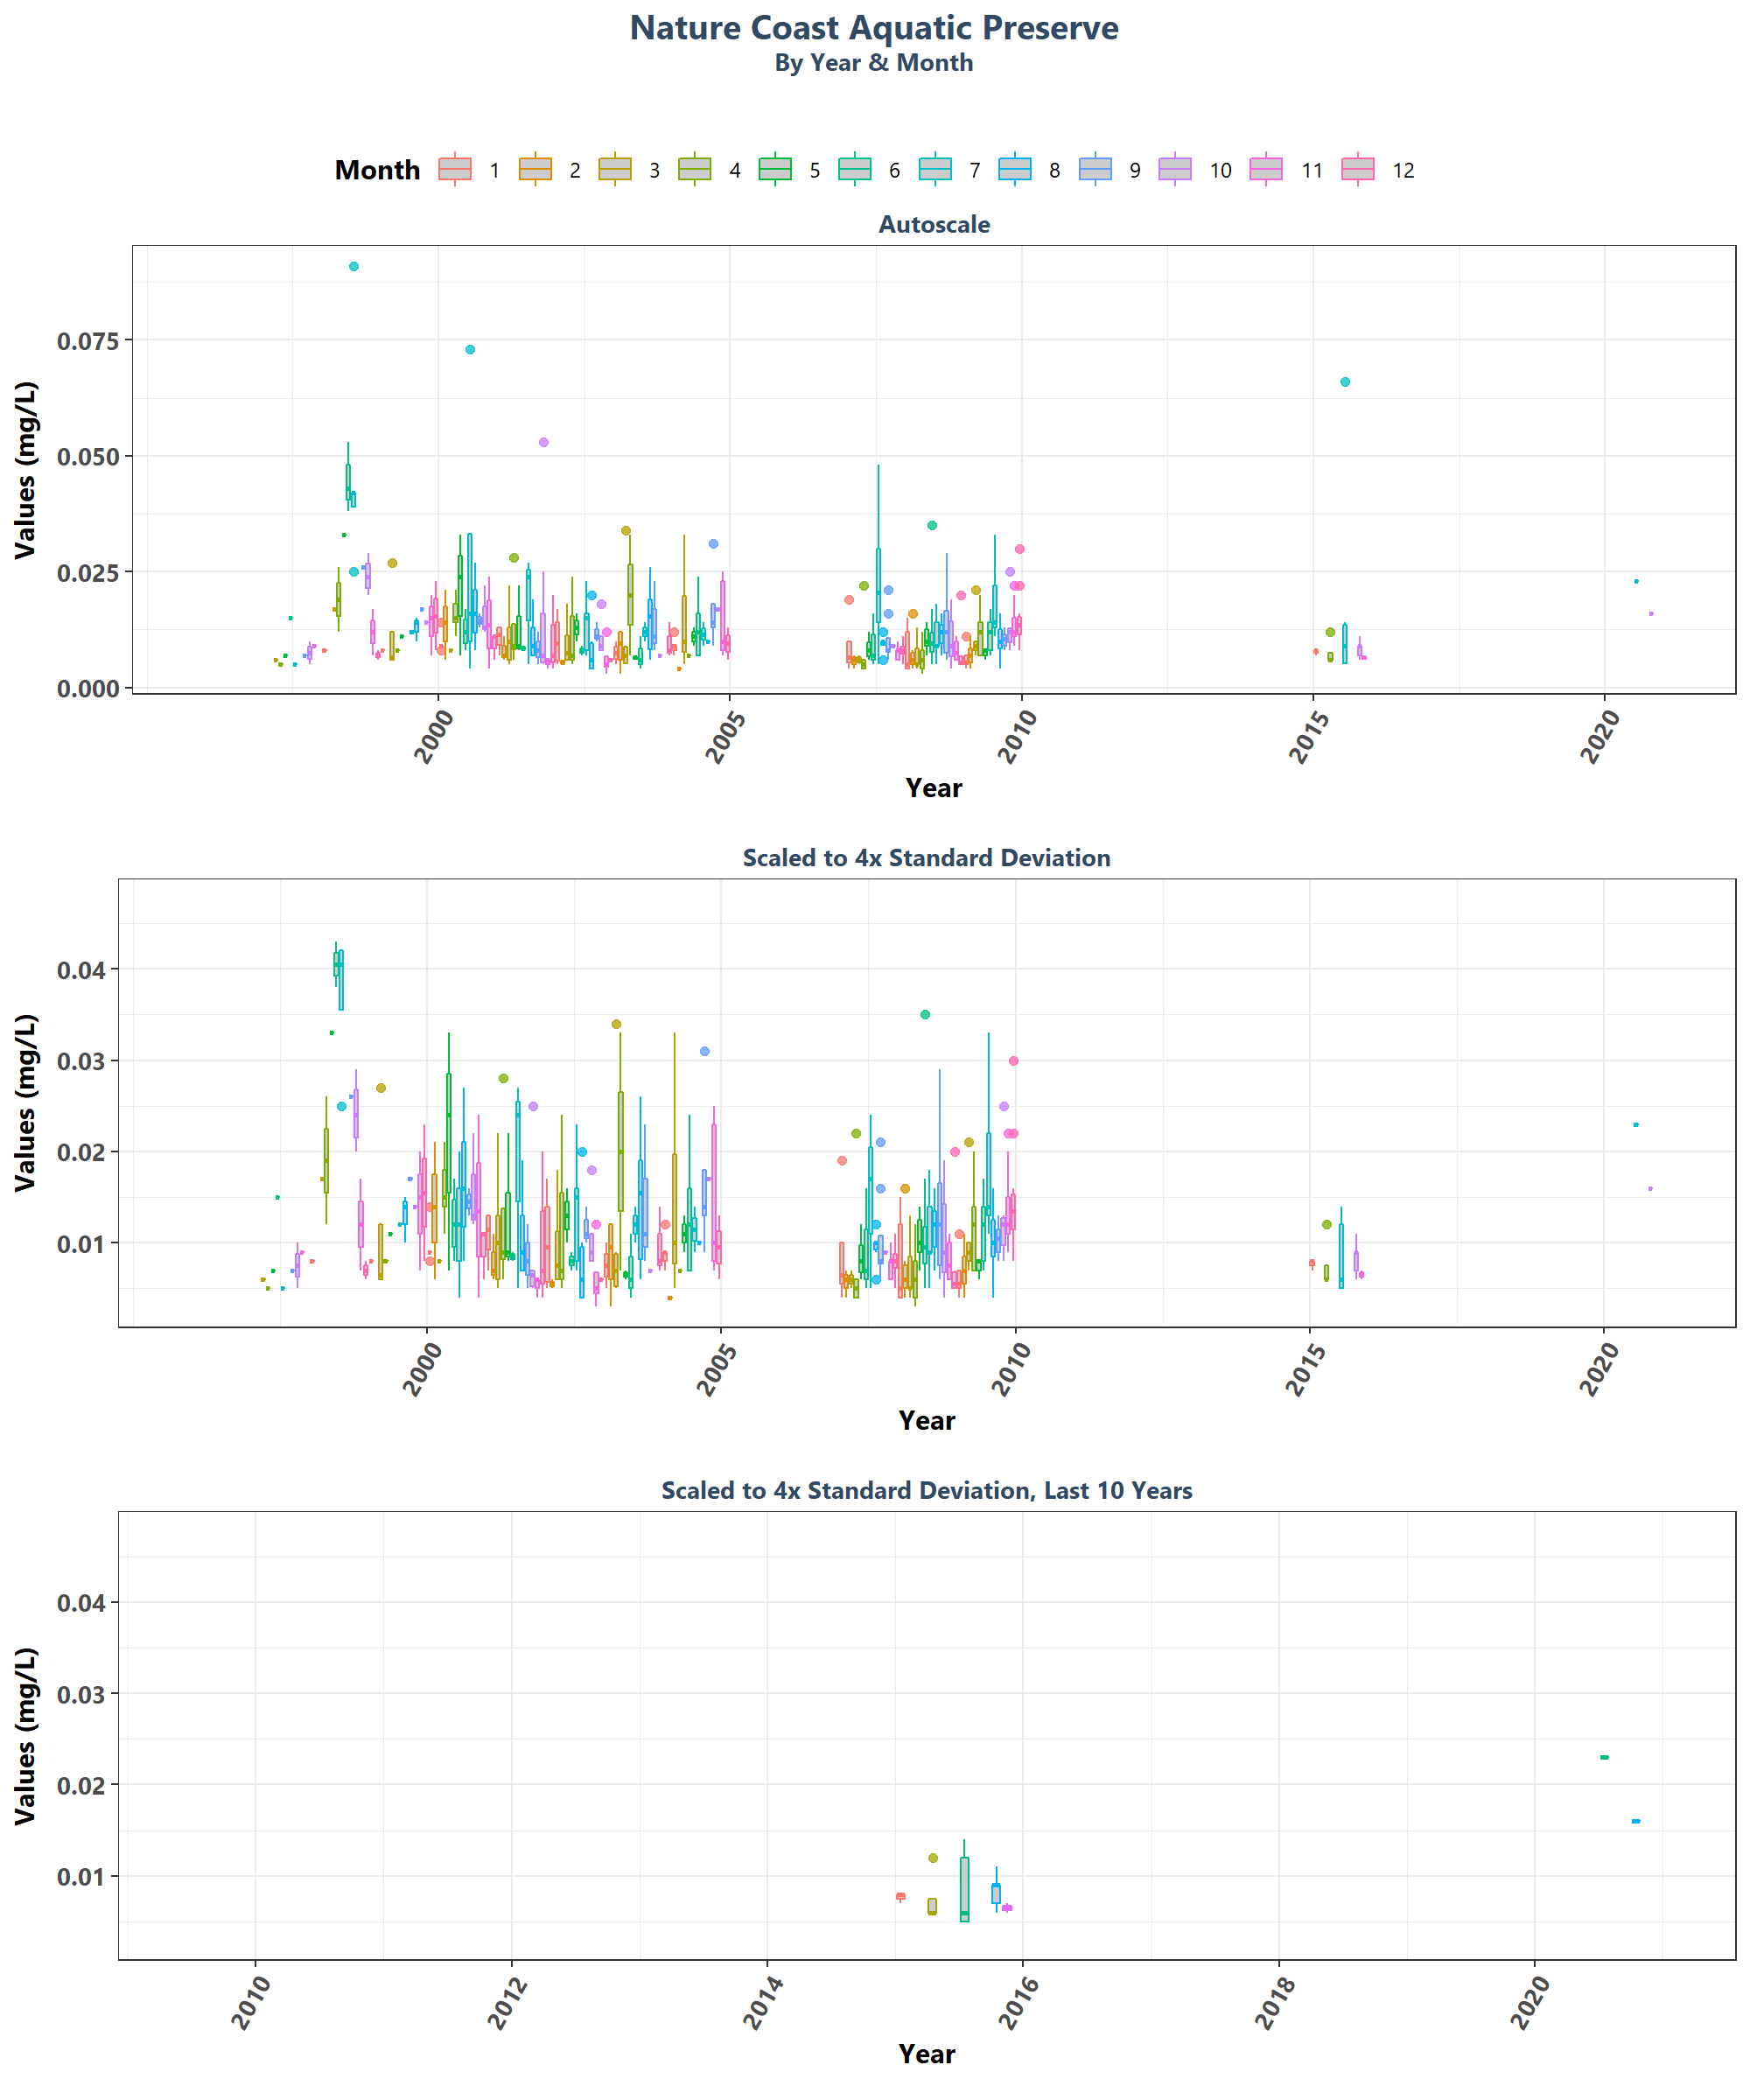 Nature Coast Aquatic Preserve
By Year & Month
Month 1 2 3 4 5 6 7 8 9 10 11 12
Autoscale
Values (mg/L)
0.075
0.050
0.025
0.000
2000 2005 2010 2015 2020
Year
Scaled to 4x Standard Deviation
Values (mg/L)
0.04
0.03
0.02
0.01
2000 2005 2010 2015 2020
Year
Scaled to 4x Standard Deviation, Last 10 Years
Values (mg/L)
0.04
0.03
0.02
0.01
2010 2012 2014 2016 2018 2020
Year